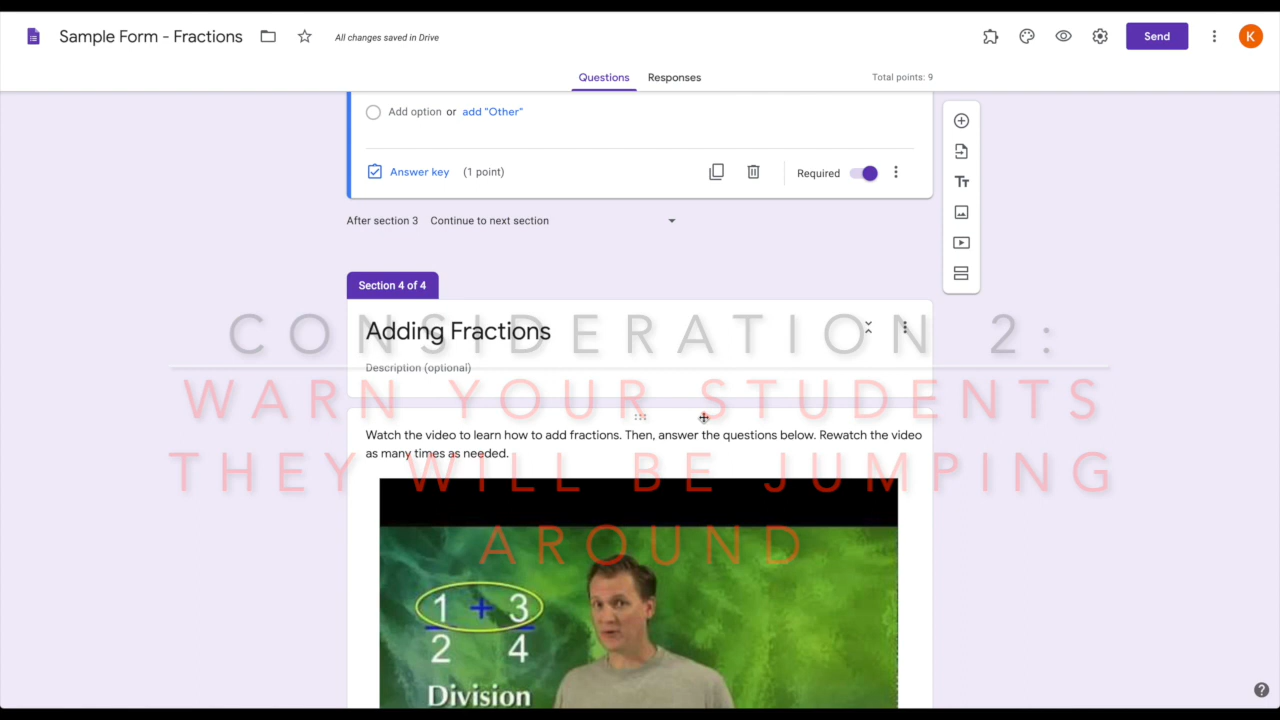 Sample Form - Fractions
All changes saved in Drive
Send
K
Questions
Responses
Total points: 9
Add option or add "Other"
Answer key (1 point)
Required
After section 3 Continue to next section
Section 4 of 4
Adding Fractions
CONSIDERATION 2:
Description (optional)
WARN YOUR STUDENTS
Watch the video to learn how to add fractions. Then, answer the questions below. Rewatch the video
as many times as needed.
THEY WILL BE JUMPING
AROUND
1 + 3
2 4
Division